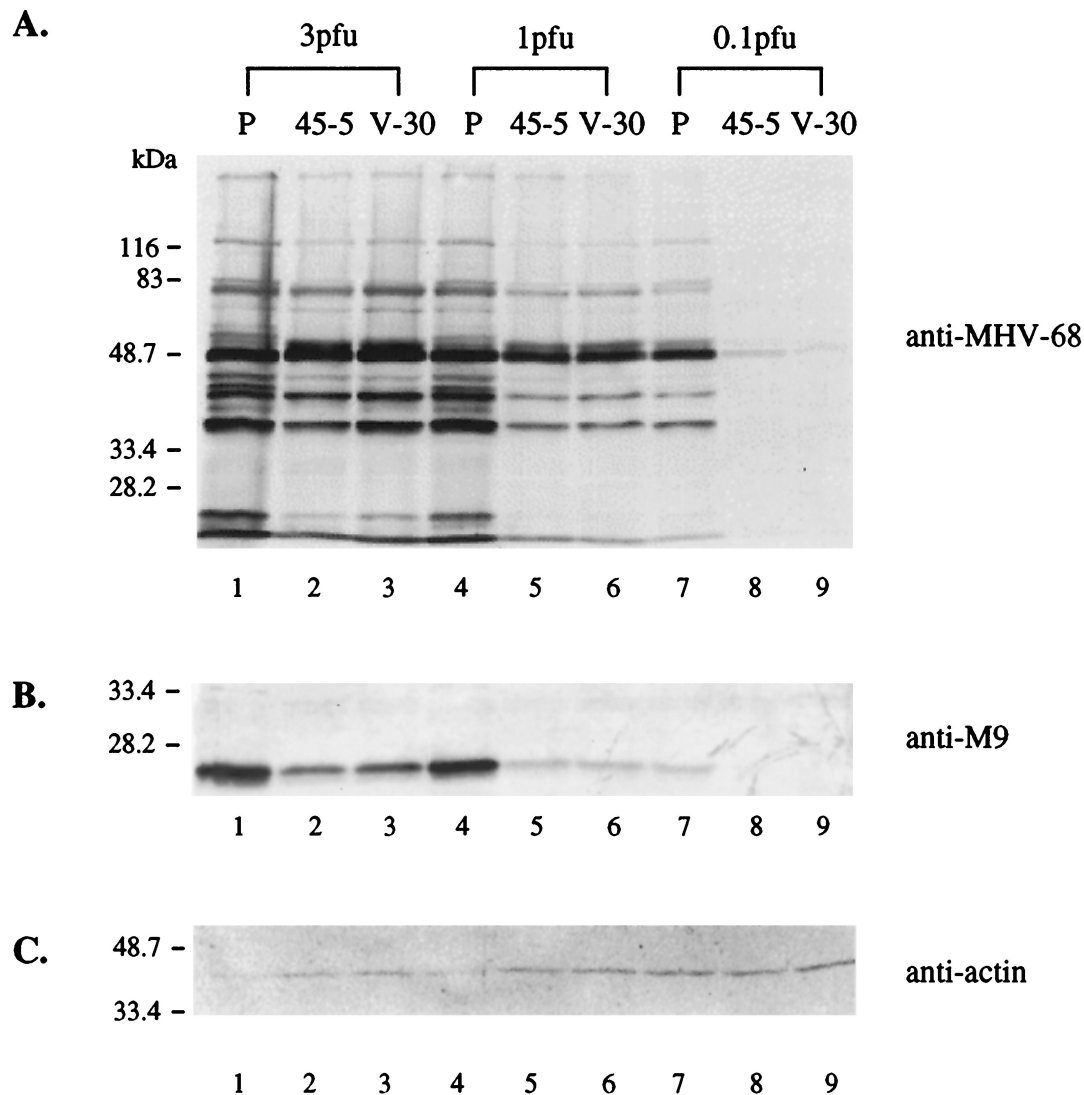 A.
3pfu 1pfu 0.1pfu
P 45-5 V-30 P 45-5 V-30 P 45-5 V-30
kDa
116 –
83 –
48.7 –
33.4 –
28.2 –
anti-MHV-68
1 2 3 4 5 6 7 8 9
B.
33.4 –
28.2 –
anti-M9
1 2 3 4 5 6 7 8 9
C.
48.7 –
33.4 –
anti-actin
1 2 3 4 5 6 7 8 9